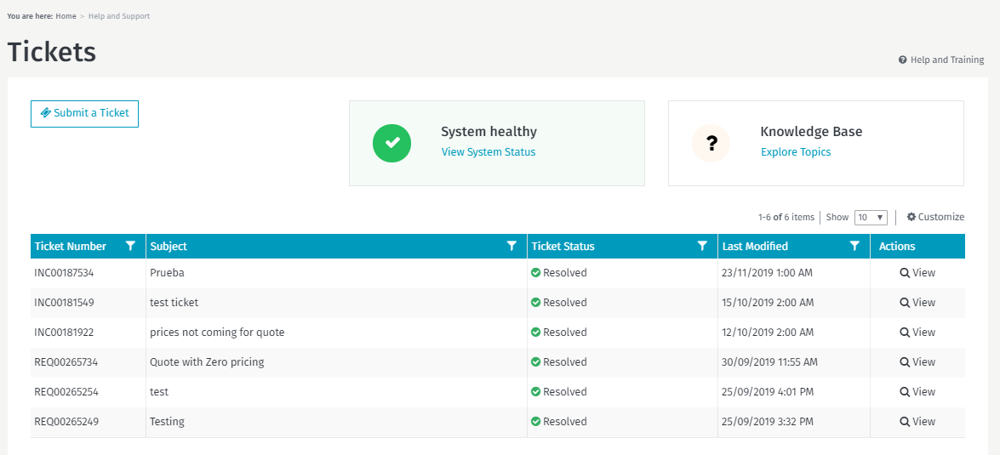 You are here: Home > Help and Support
Tickets
Help and Training
Submit a Ticket
System healthy
View System Status
Knowledge Base
Explore Topics
1-6 of 6 items Show 10 Customize
Ticket Number Subject Ticket Status Last Modified Actions
INC00187534 Prueba Resolved 23/11/2019 1:00 AM View
INC00181549 test ticket Resolved 15/10/2019 2:00 AM View
INC00181922 prices not coming for quote Resolved 12/10/2019 2:00 AM View
REQ00265734 Quote with Zero pricing Resolved 30/09/2019 11:55 AM View
REQ00265254 test Resolved 25/09/2019 4:01 PM View
REQ00265249 Testing Resolved 25/09/2019 3:32 PM View